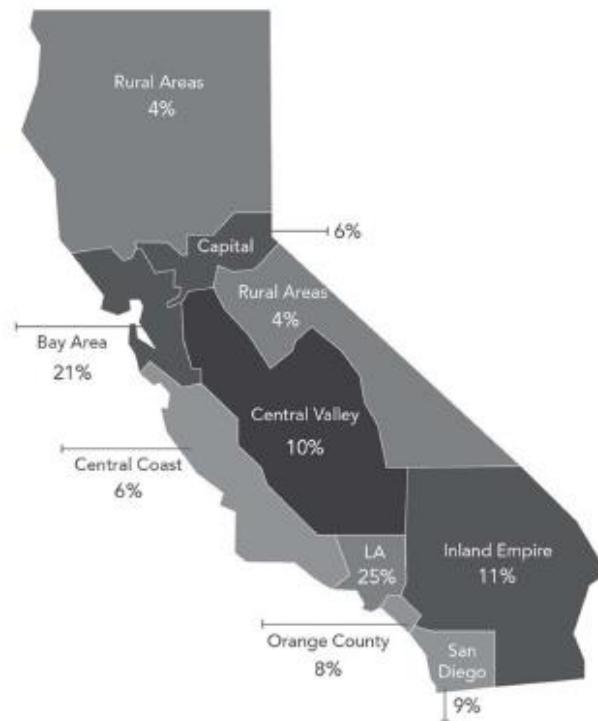 Rural Areas
4%
Capital
6%
Rural Areas
4%
Bay Area
21%
Central Valley
10%
Central Coast
6%
LA
25%
Inland Empire
11%
Orange County
8%
San
Diego
9%